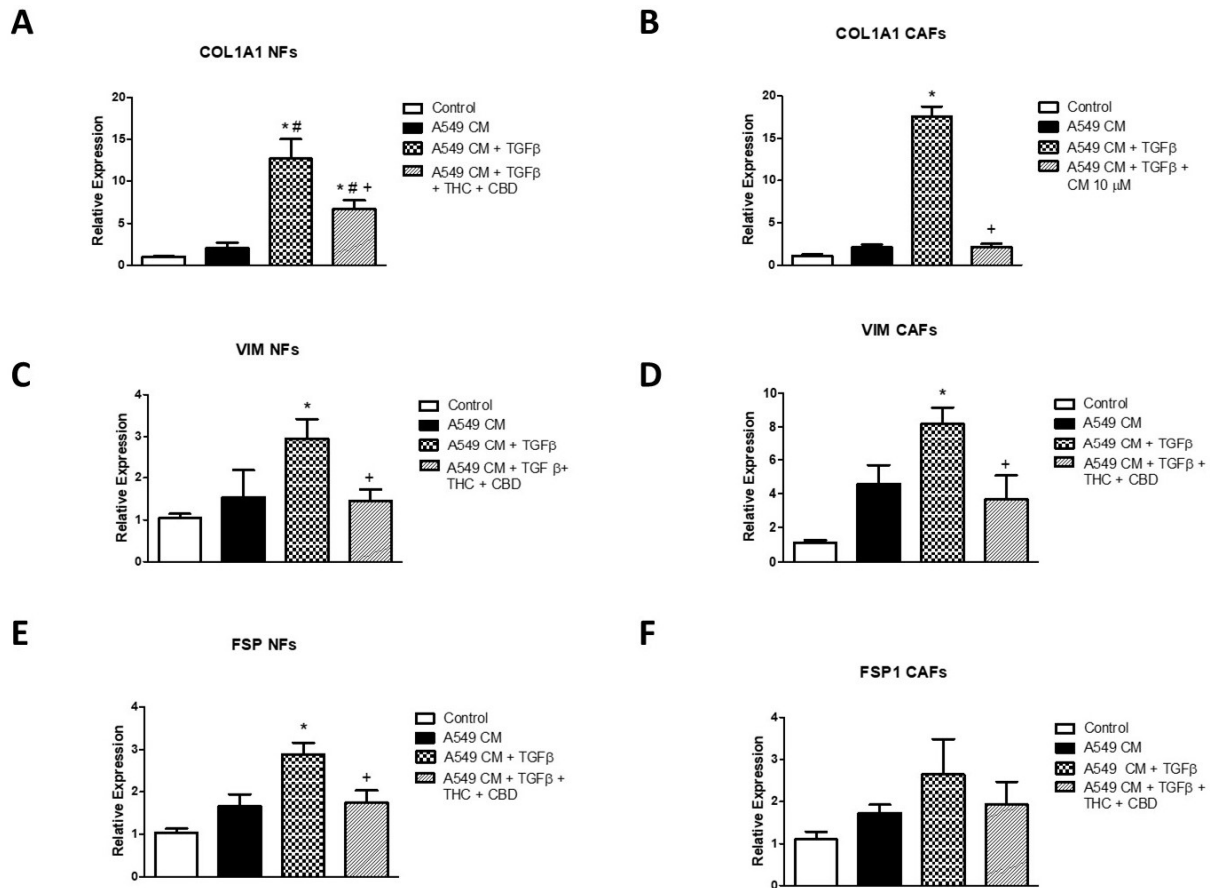 A
COL1A1 NFs
Relative Expression
20
15
10
5
0
* #
* # +
Control
A549 CM
A549 CM + TGFβ
A549 CM + TGFβ
+ THC + CBD
B
COL1A1 CAFs
Relative Expression
20
15
10
5
0
*
+
Control
A549 CM
A549 CM + TGFβ
A549 CM + TGFβ +
CM 10 μM
C
VIM NFs
Relative Expression
4
3
2
1
0
*
+
Control
A549 CM
A549 CM + TGFβ
A549 CM + TGF β+
THC + CBD
D
VIM CAFs
Relative Expression
10
8
6
4
2
0
*
+
Control
A549 CM
A549 CM + TGFβ
A549 CM + TGFβ +
THC + CBD
E
FSP NFs
Relative Expression
4
3
2
1
0
*
+
Control
A549 CM
A549 CM + TGFβ
A549 CM + TGFβ +
THC + CBD
F
FSP1 CAFs
Relative Expression
4
3
2
1
0
Control
A549 CM
A549 CM + TGFβ
A549 CM + TGFβ +
THC + CBD